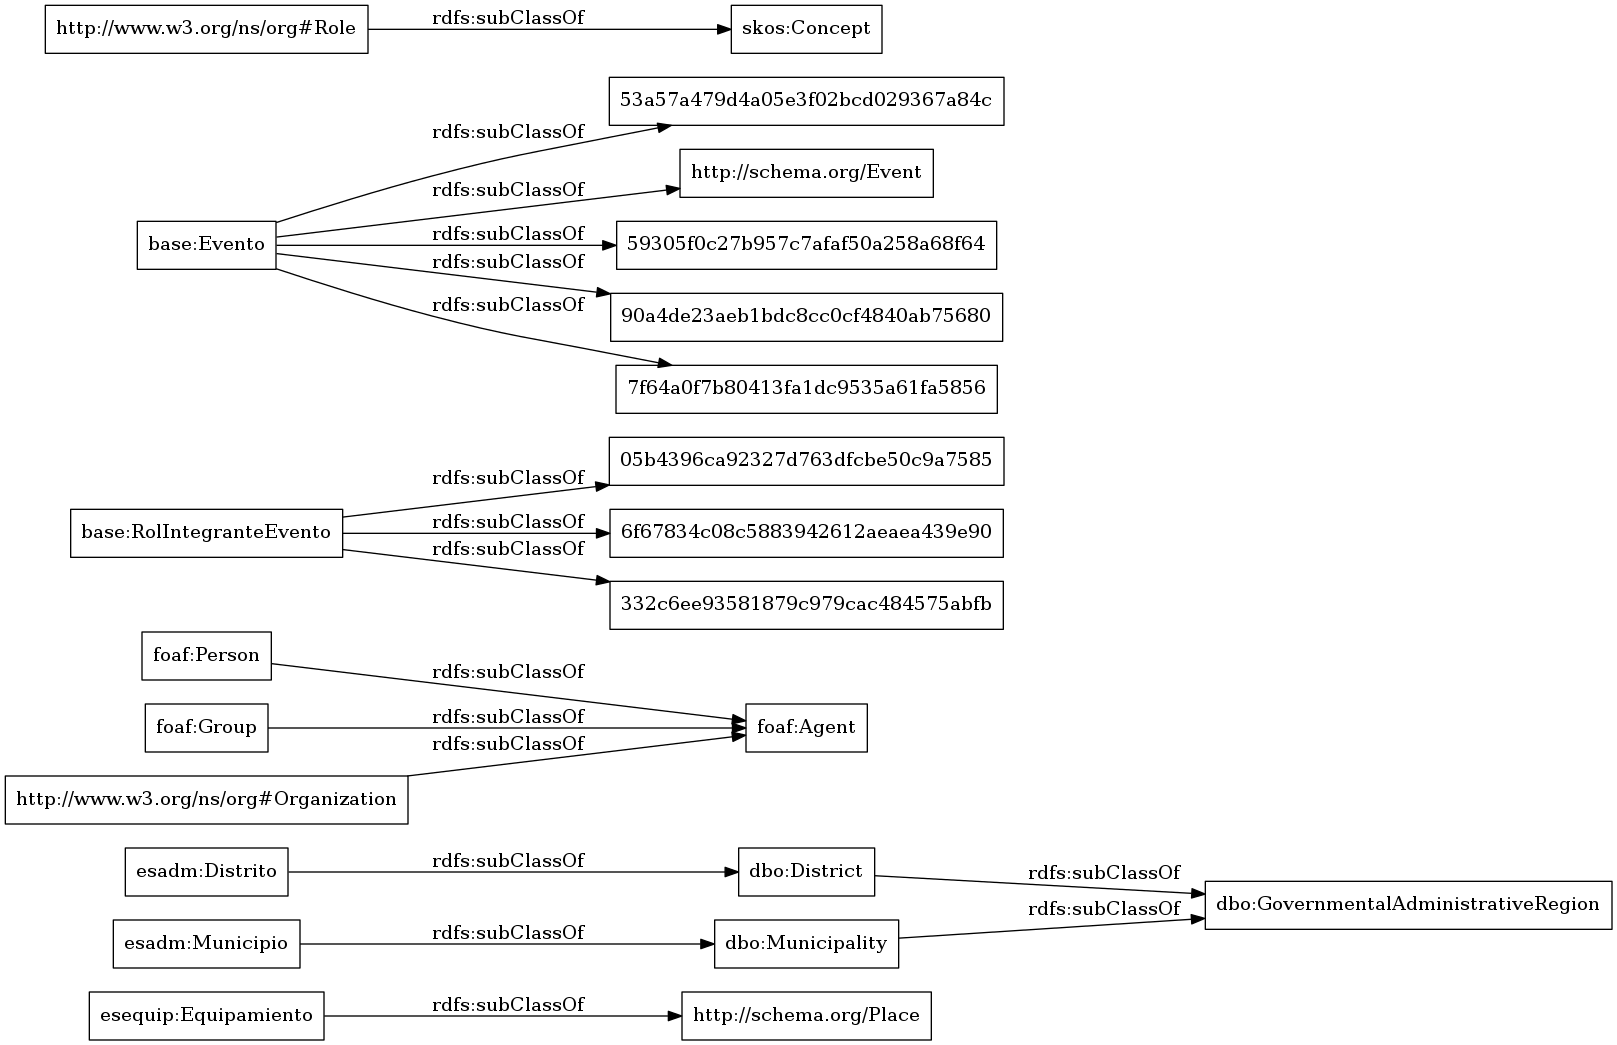 http://www.w3.org/ns/org#Role
rdfs:subClassOf
skos:Concept
53a57a479d4a05e3f02bcd029367a84c
rdfs:subClassOf
http://schema.org/Event
rdfs:subClassOf
base:Evento
rdfs:subClassOf
59305f0c27b957c7afaf50a258a68f64
rdfs:subClassOf
90a4de23aeb1bdc8cc0cf4840ab75680
rdfs:subClassOf
7f64a0f7b80413fa1dc9535a61fa5856
05b4396ca92327d763dfcbe50c9a7585
rdfs:subClassOf
base:RolIntegranteEvento
rdfs:subClassOf
6f67834c08c5883942612aeaea439e90
rdfs:subClassOf
332c6ee93581879c979cac484575abfb
foaf:Person
rdfs:subClassOf
foaf:Group
rdfs:subClassOf
foaf:Agent
rdfs:subClassOf
http://www.w3.org/ns/org#Organization
esadm:Distrito
rdfs:subClassOf
dbo:District
rdfs:subClassOf
dbo:GovernmentalAdministrativeRegion
rdfs:subClassOf
esadm:Municipio
rdfs:subClassOf
dbo:Municipality
esequip:Equipamiento
rdfs:subClassOf
http://schema.org/Place